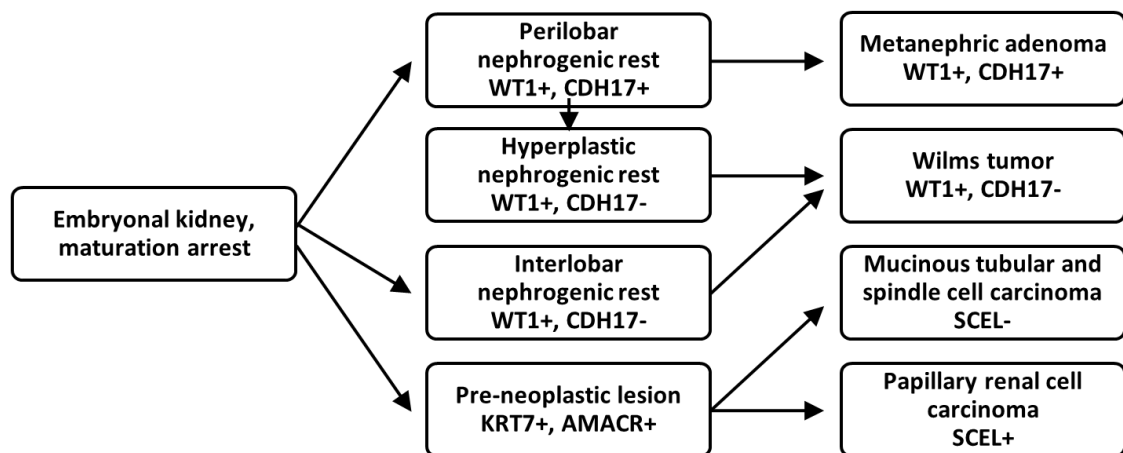 Embryonal kidney,
maturation arrest
Perilobar
nephrogenic rest
WT1+, CDH17+
Hyperplastic
nephrogenic rest
WT1+, CDH17-
Interlobar
nephrogenic rest
WT1+, CDH17-
Pre-neoplastic lesion
KRT7+, AMACR+
Metanephric adenoma
WT1+, CDH17+
Wilms tumor
WT1+, CDH17-
Mucinous tubular and
spindle cell carcinoma
SCEL-
Papillary renal cell
carcinoma
SCEL+